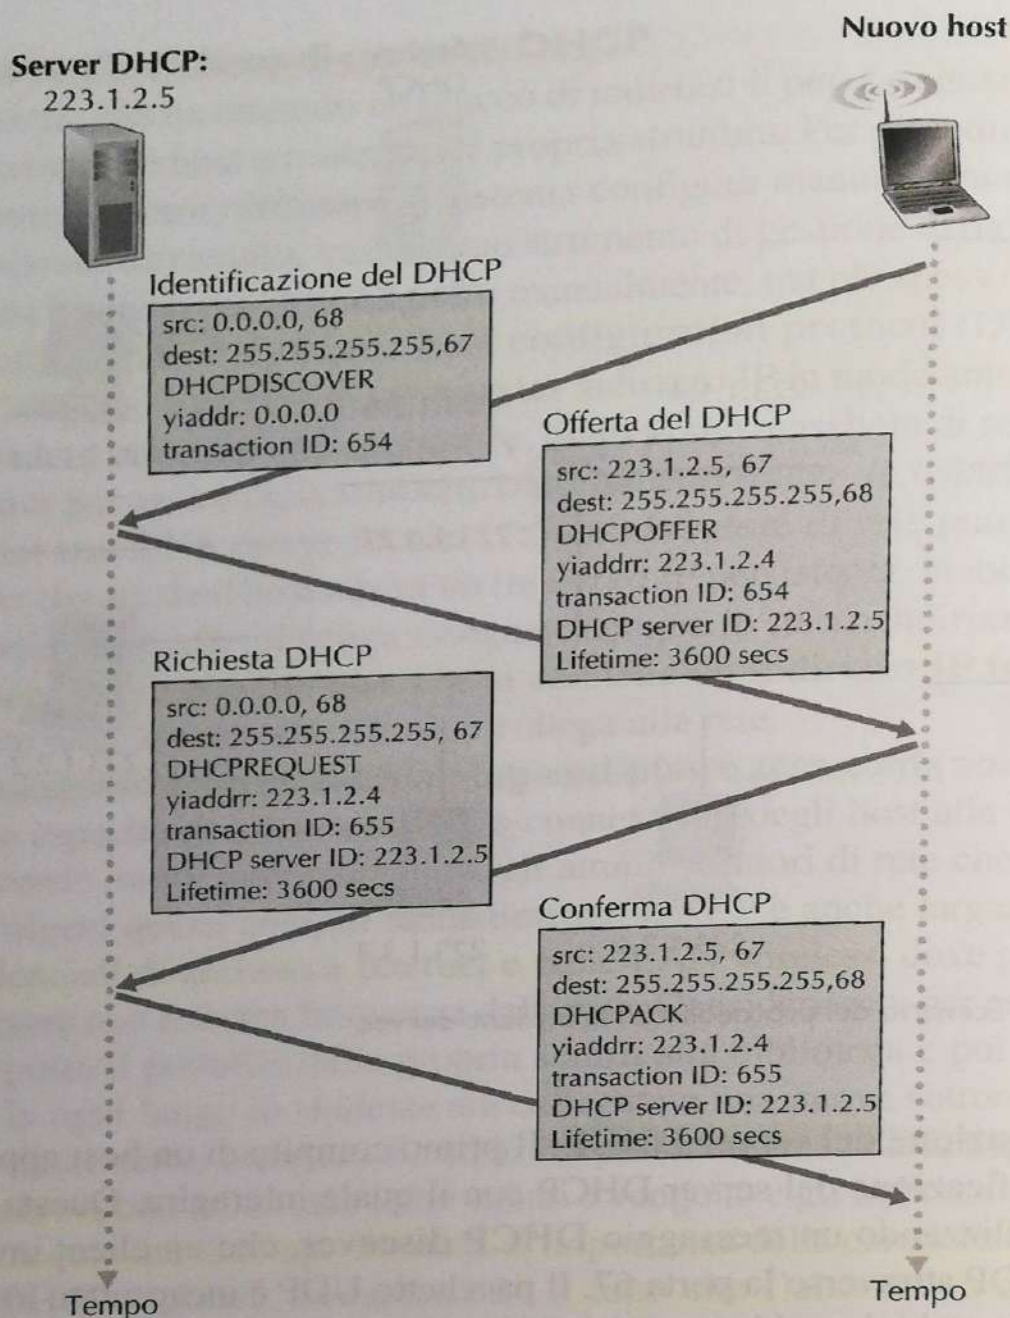 Nuovo host
Server DHCP:
223.1.2.5
Identificazione del DHCP
src: 0.0.0.0, 68
dest: 255.255.255.255,67
DHCPDISCOVER
yiaddr: 0.0.0.0
transaction ID: 654
Offerta del DHCP
src: 223.1.2.5, 67
dest: 255.255.255.255,68
DHCPOFFER
yiaddrr: 223.1.2.4
transaction ID: 654
DHCP server ID: 223.1.2.5
Lifetime: 3600 secs
Richiesta DHCP
src: 0.0.0.0, 68
dest: 255.255.255.255, 67
DHCPREQUEST
yiaddrr: 223.1.2.4
transaction ID: 655
DHCP server ID: 223.1.2.5
Lifetime: 3600 secs
Conferma DHCP
src: 223.1.2.5, 67
dest: 255.255.255.255,68
DHCPACK
yiaddrr: 223.1.2.4
transaction ID: 655
DHCP server ID: 223.1.2.5
Lifetime: 3600 secs
Tempo
Tempo